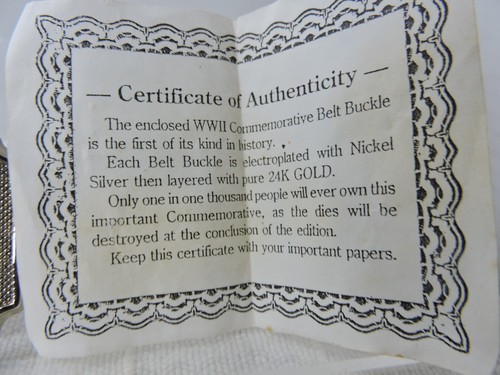 — Certificate of Authenticity —
The enclosed WWII Commemorative Belt Buckle
is the first of its kind in history.
Each Belt Buckle is electroplated with Nickel
Silver then layered with pure 24K GOLD.
Only one in one thousand people will ever own this
important Commemorative, as the dies will be
destroyed at the conclusion of the edition.
Keep this certificate with your important papers.